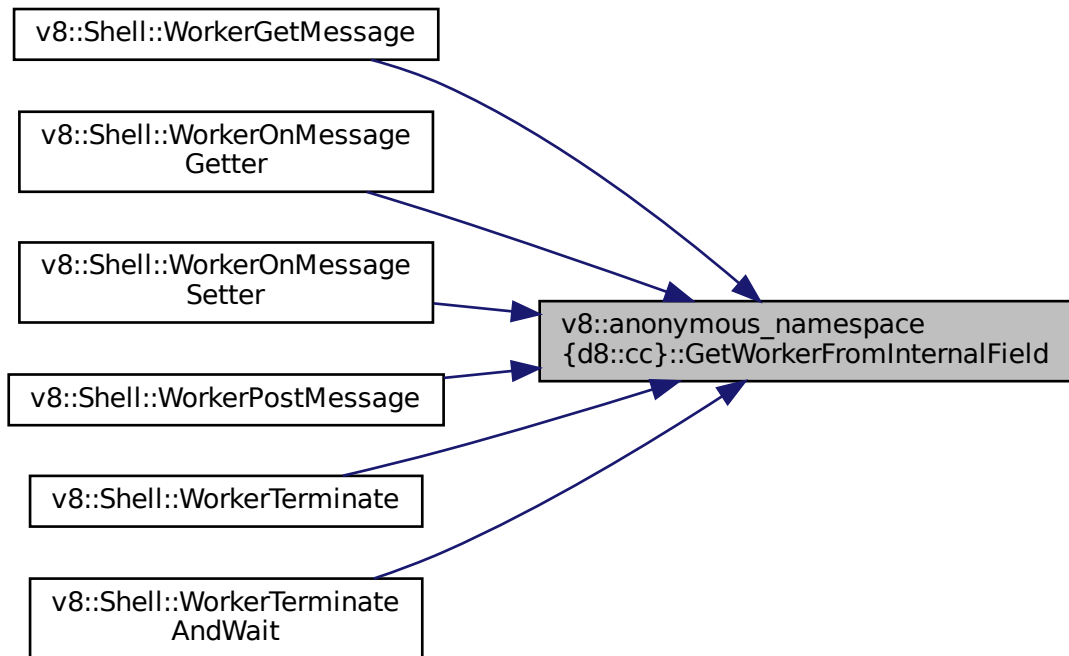 v8::Shell::WorkerGetMessage
v8::Shell::WorkerOnMessage
Getter
v8::Shell::WorkerOnMessage
Setter
v8::anonymous_namespace
{d8::cc}::GetWorkerFromInternalField
v8::Shell::WorkerPostMessage
v8::Shell::WorkerTerminate
v8::Shell::WorkerTerminate
AndWait